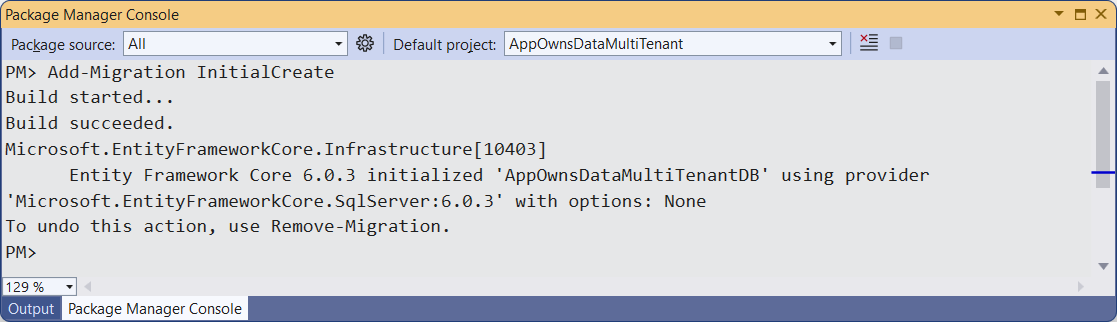 Package Manager Console
Package source: All Default project: AppOwnsDataMultiTenant
PM> Add-Migration InitialCreate
Build started...
Build succeeded.
Microsoft.EntityFrameworkCore.Infrastructure[10403]
Entity Framework Core 6.0.3 initialized 'AppOwnsDataMultiTenantDB' using provider
'Microsoft.EntityFrameworkCore.SqlServer:6.0.3' with options: None
To undo this action, use Remove-Migration.
PM>
129 %
Output Package Manager Console